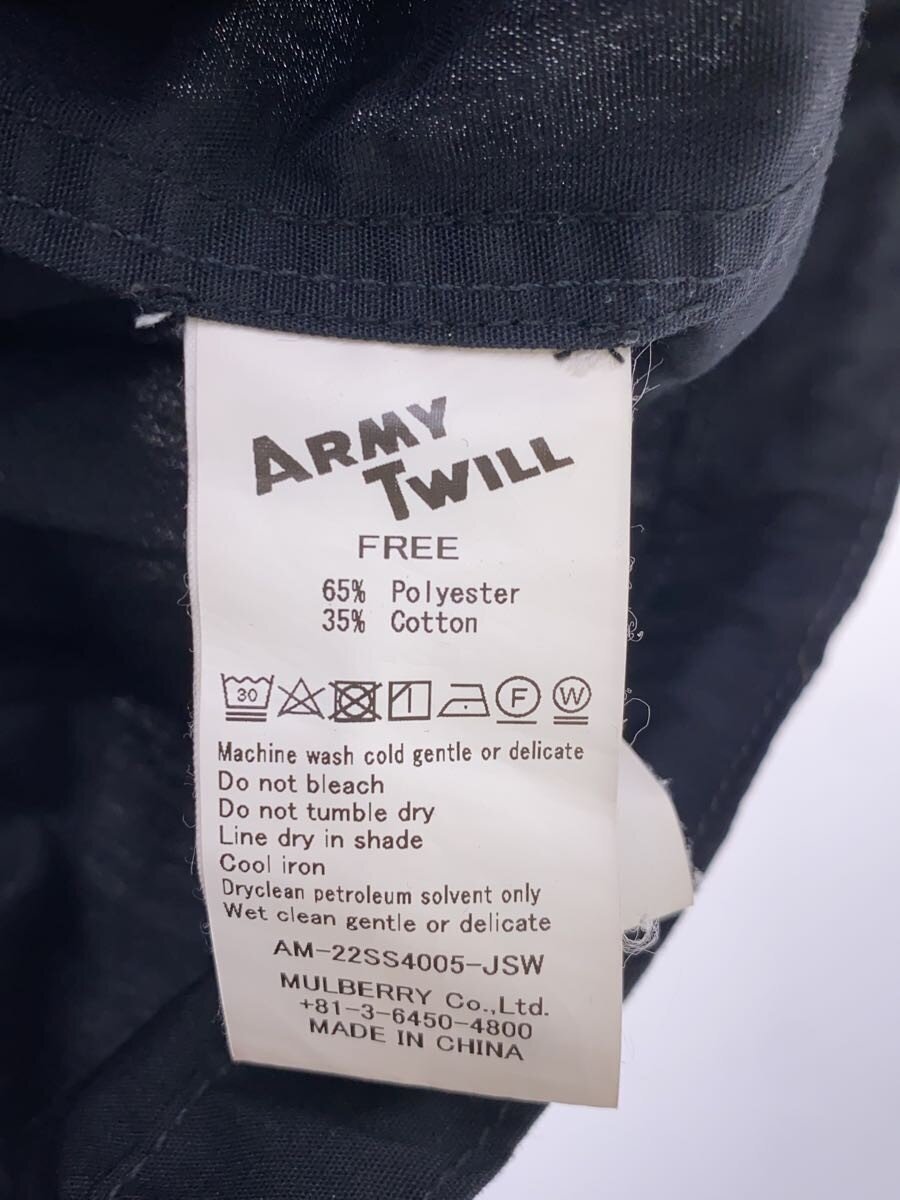 ARMY
TWILL
FREE
65% Polyester
35% Cotton
30 F W
Machine wash cold gentle or delicate
Do not bleach
Do not tumble dry
Line dry in shade
Cool iron
Dryclean petroleum solvent only
Wet clean gentle or delicate
AM-22SS4005-JSW
MULBERRY Co.,Ltd.
+81-3-6450-4800
MADE IN CHINA